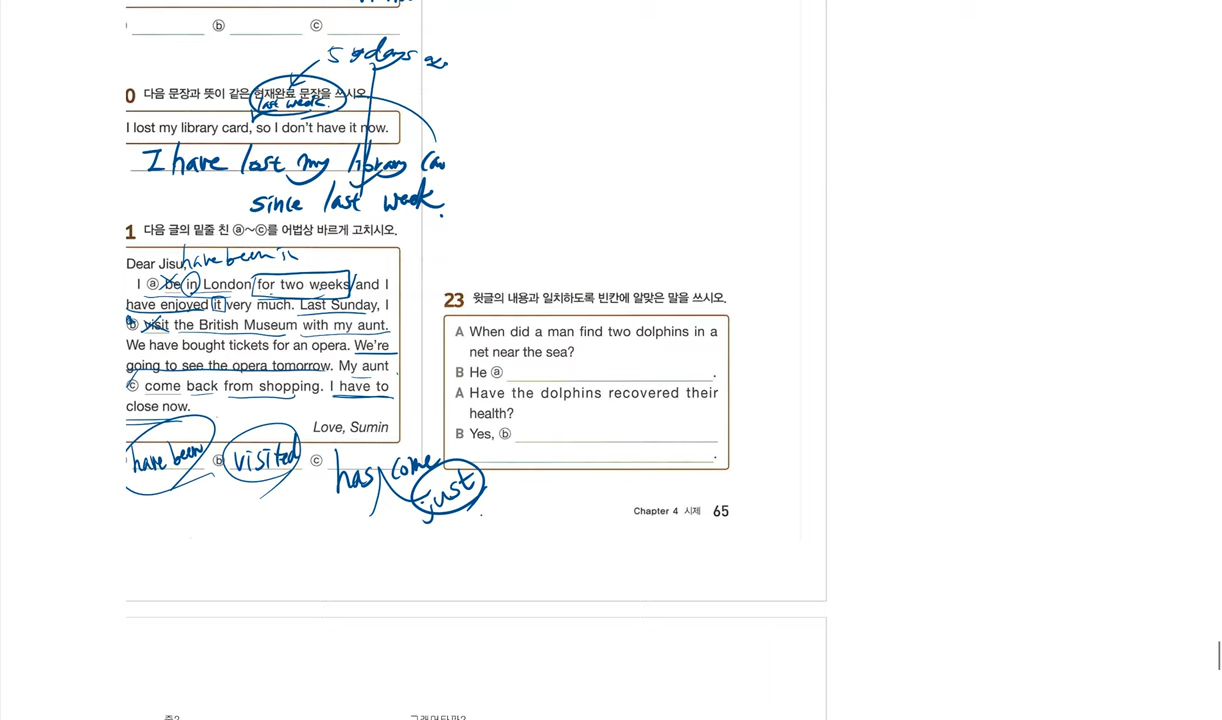 ⓑ ⓒ
5 days
0 다음 문장과 뜻이 같은 현재완료 문장을 쓰시오.
last week.
I lost my library card, so I don't have it now.
I have lost my library
since last week.
1 다음 글의 밑줄 친 ⓐ~ⓒ를 어법상 바르게 고치시오.
have been in
Dear Jisu,
I ⓐ be in London for two weeks and I
have enjoyed it very much. Last Sunday, I
ⓑ visit the British Museum with my aunt.
We have bought tickets for an opera. We're
going to see the opera tomorrow. My aunt
ⓒ come back from shopping. I have to
close now.
Love, Sumin
have been ⓑ visited ⓒ has come
just
23 윗글의 내용과 일치하도록 빈칸에 알맞은 말을 쓰시오.
A When did a man find two dolphins in a
net near the sea?
B He ⓐ .
A Have the dolphins recovered their
health?
B Yes, ⓑ
.
Chapter 4 시제 65